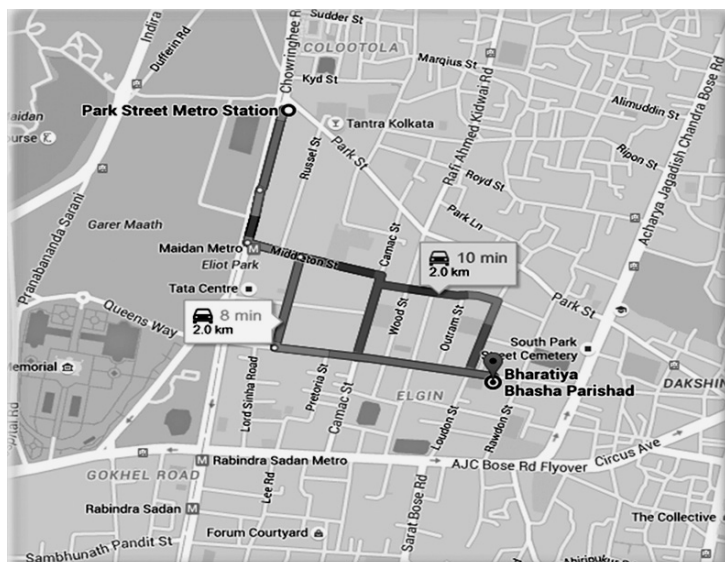 Sudder St
Indira
Dufferin Rd
Chowringhee R
COLOOTOLA
Marqius St
Kyd St
Park Street Metro Station
Tantra Kolkata
Alimuddin St
Maidan
ourse
Russel St
Park St
Rafi Ahmed Kidwai Rd
Ripon St
Acharya Jagadish Chandra Bose Rd
Royd St
Pranabananda Sarani
Garer Maath
Park Ln
Maidan Metro M
Middleton St
Camac St
Eliot Park
10 min
2.0 km
Tata Centre
Queens Way
8 min
2.0 km
Wood St
Outram St
Park St
South Park
Street Cemetery
Memorial
Bharatiya
Bhasha Parishad
DAKSHIN
Lord Sinha Road
Pretoria St
Camac St
ELGIN
Loudon St
Rawdon St
spital Rd
Rabindra Sadan Metro
AJC Bose Rd Flyover
Circus Ave
GOKHEL ROAD
Lee Rd
Sarat Bose Rd
Rabindra Sadan M
The Collective
Forum Courtyard
Sambhunath Pandit St